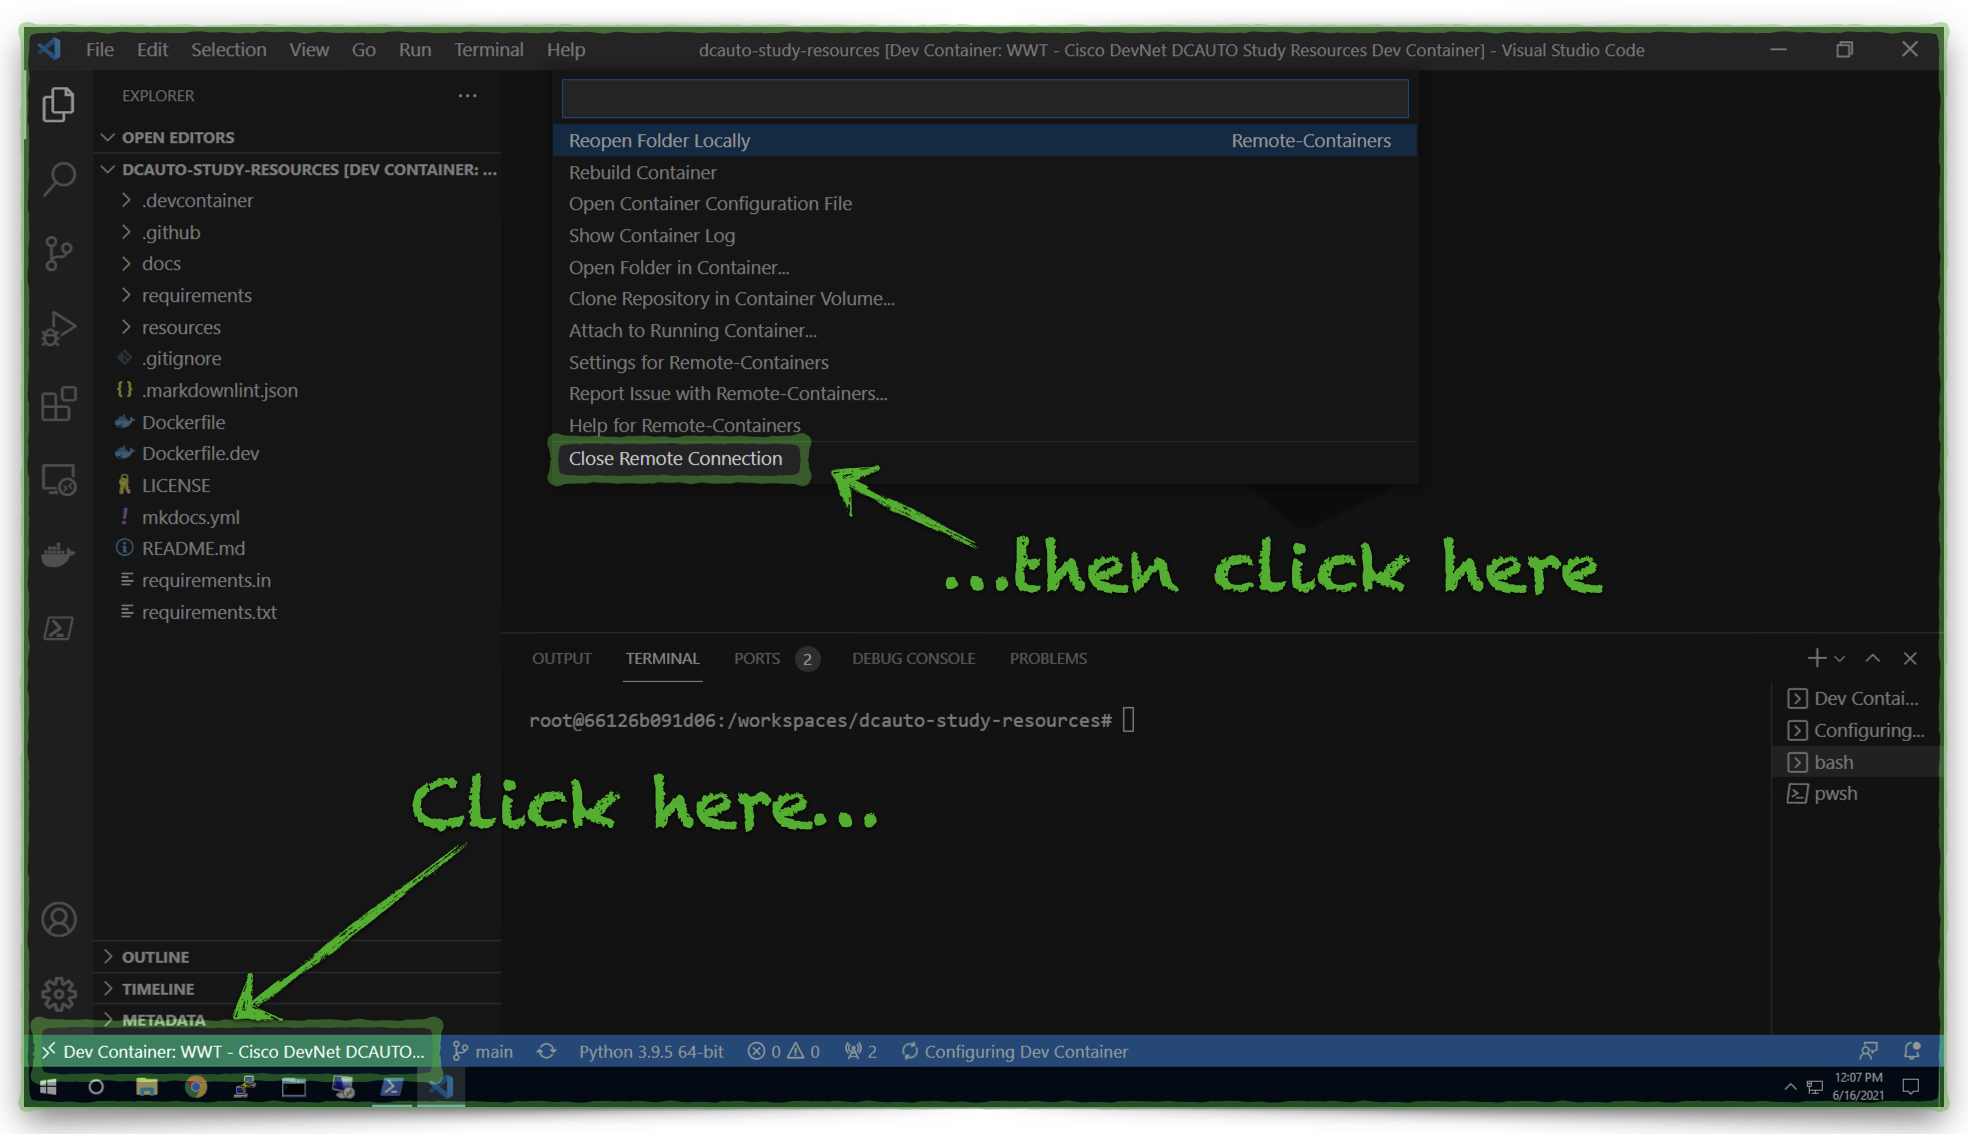 File Edit Selection View Go Run Terminal Help
dcauto-study-resources [Dev Container: WWT - Cisco DevNet DCAUTO Study Resources Dev Container] - Visual Studio Code
EXPLORER
OPEN EDITORS
DCAUTO-STUDY-RESOURCES [DEV CONTAINER: ...
.devcontainer
.github
docs
requirements
resources
.gitignore
.markdownlint.json
Dockerfile
Dockerfile.dev
LICENSE
mkdocs.yml
README.md
requirements.in
requirements.txt
OUTLINE
TIMELINE
METADATA
Reopen Folder Locally Remote-Containers
Rebuild Container
Open Container Configuration File
Show Container Log
Open Folder in Container...
Clone Repository in Container Volume...
Attach to Running Container...
Settings for Remote-Containers
Report Issue with Remote-Containers...
Help for Remote-Containers
Close Remote Connection
...then click here
OUTPUT TERMINAL PORTS 2 DEBUG CONSOLE PROBLEMS
root@66126b091d06:/workspaces/dcauto-study-resources#
Dev Contai...
Configuring...
bash
pwsh
Click here...
Dev Container: WWT - Cisco DevNet DCAUTO... main Python 3.9.5 64-bit 0 0 2 Configuring Dev Container
12:07 PM
6/16/2021